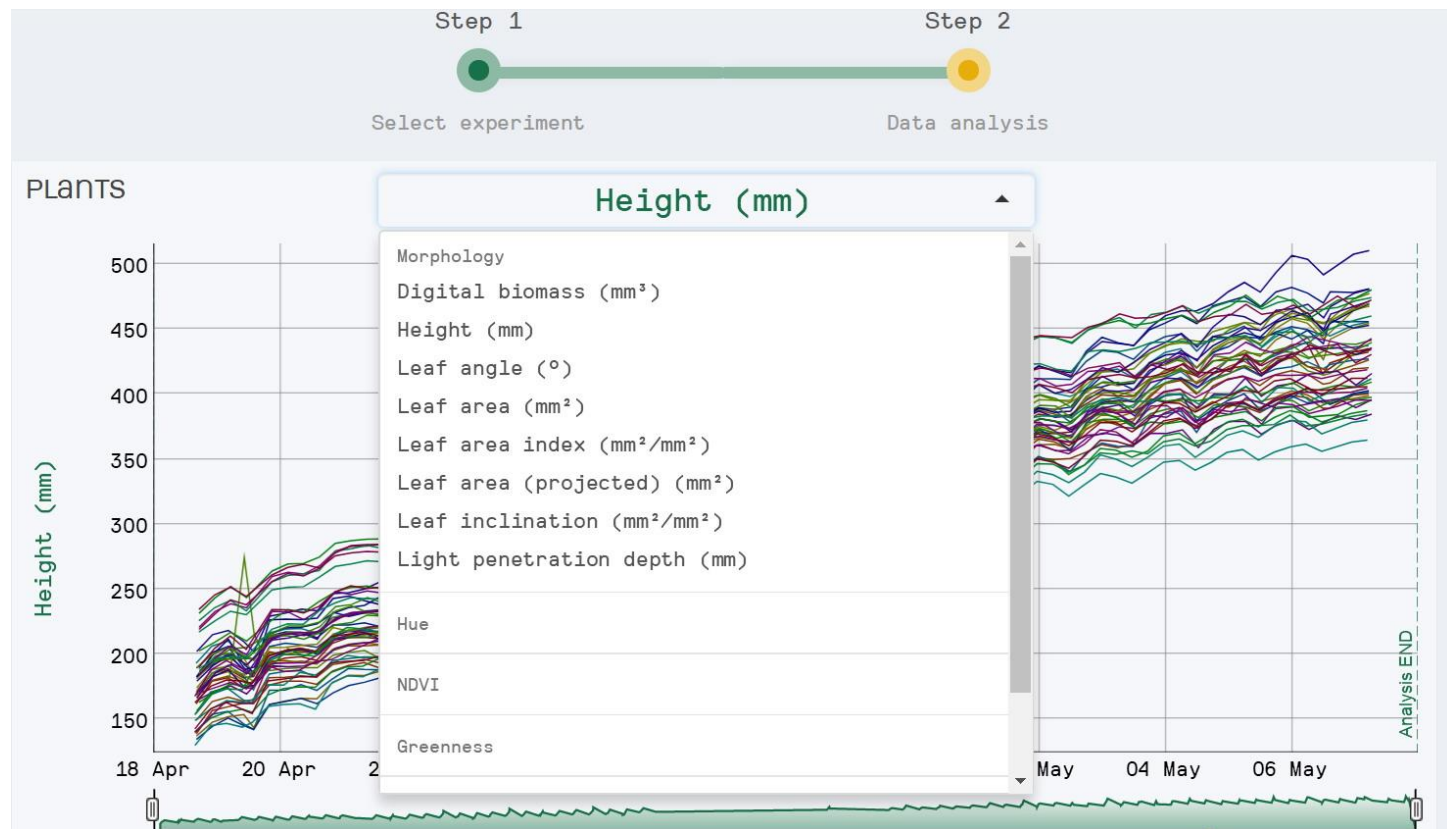 Step 1
Step 2
Select experiment
Data analysis
PLanTS
Height (mm)
Morphology
Digital biomass (mm³)
Height (mm)
Leaf angle (º)
Leaf area (mm²)
Leaf area index (mm²/mm²)
Leaf area (projected) (mm²)
Leaf inclination (mm²/mm²)
Light penetration depth (mm)
Hue
NDVI
Greenness
Height (mm)
500
450
400
350
300
250
200
150
18 Apr
20 Apr
2
May
04 May
06 May
Analysis END